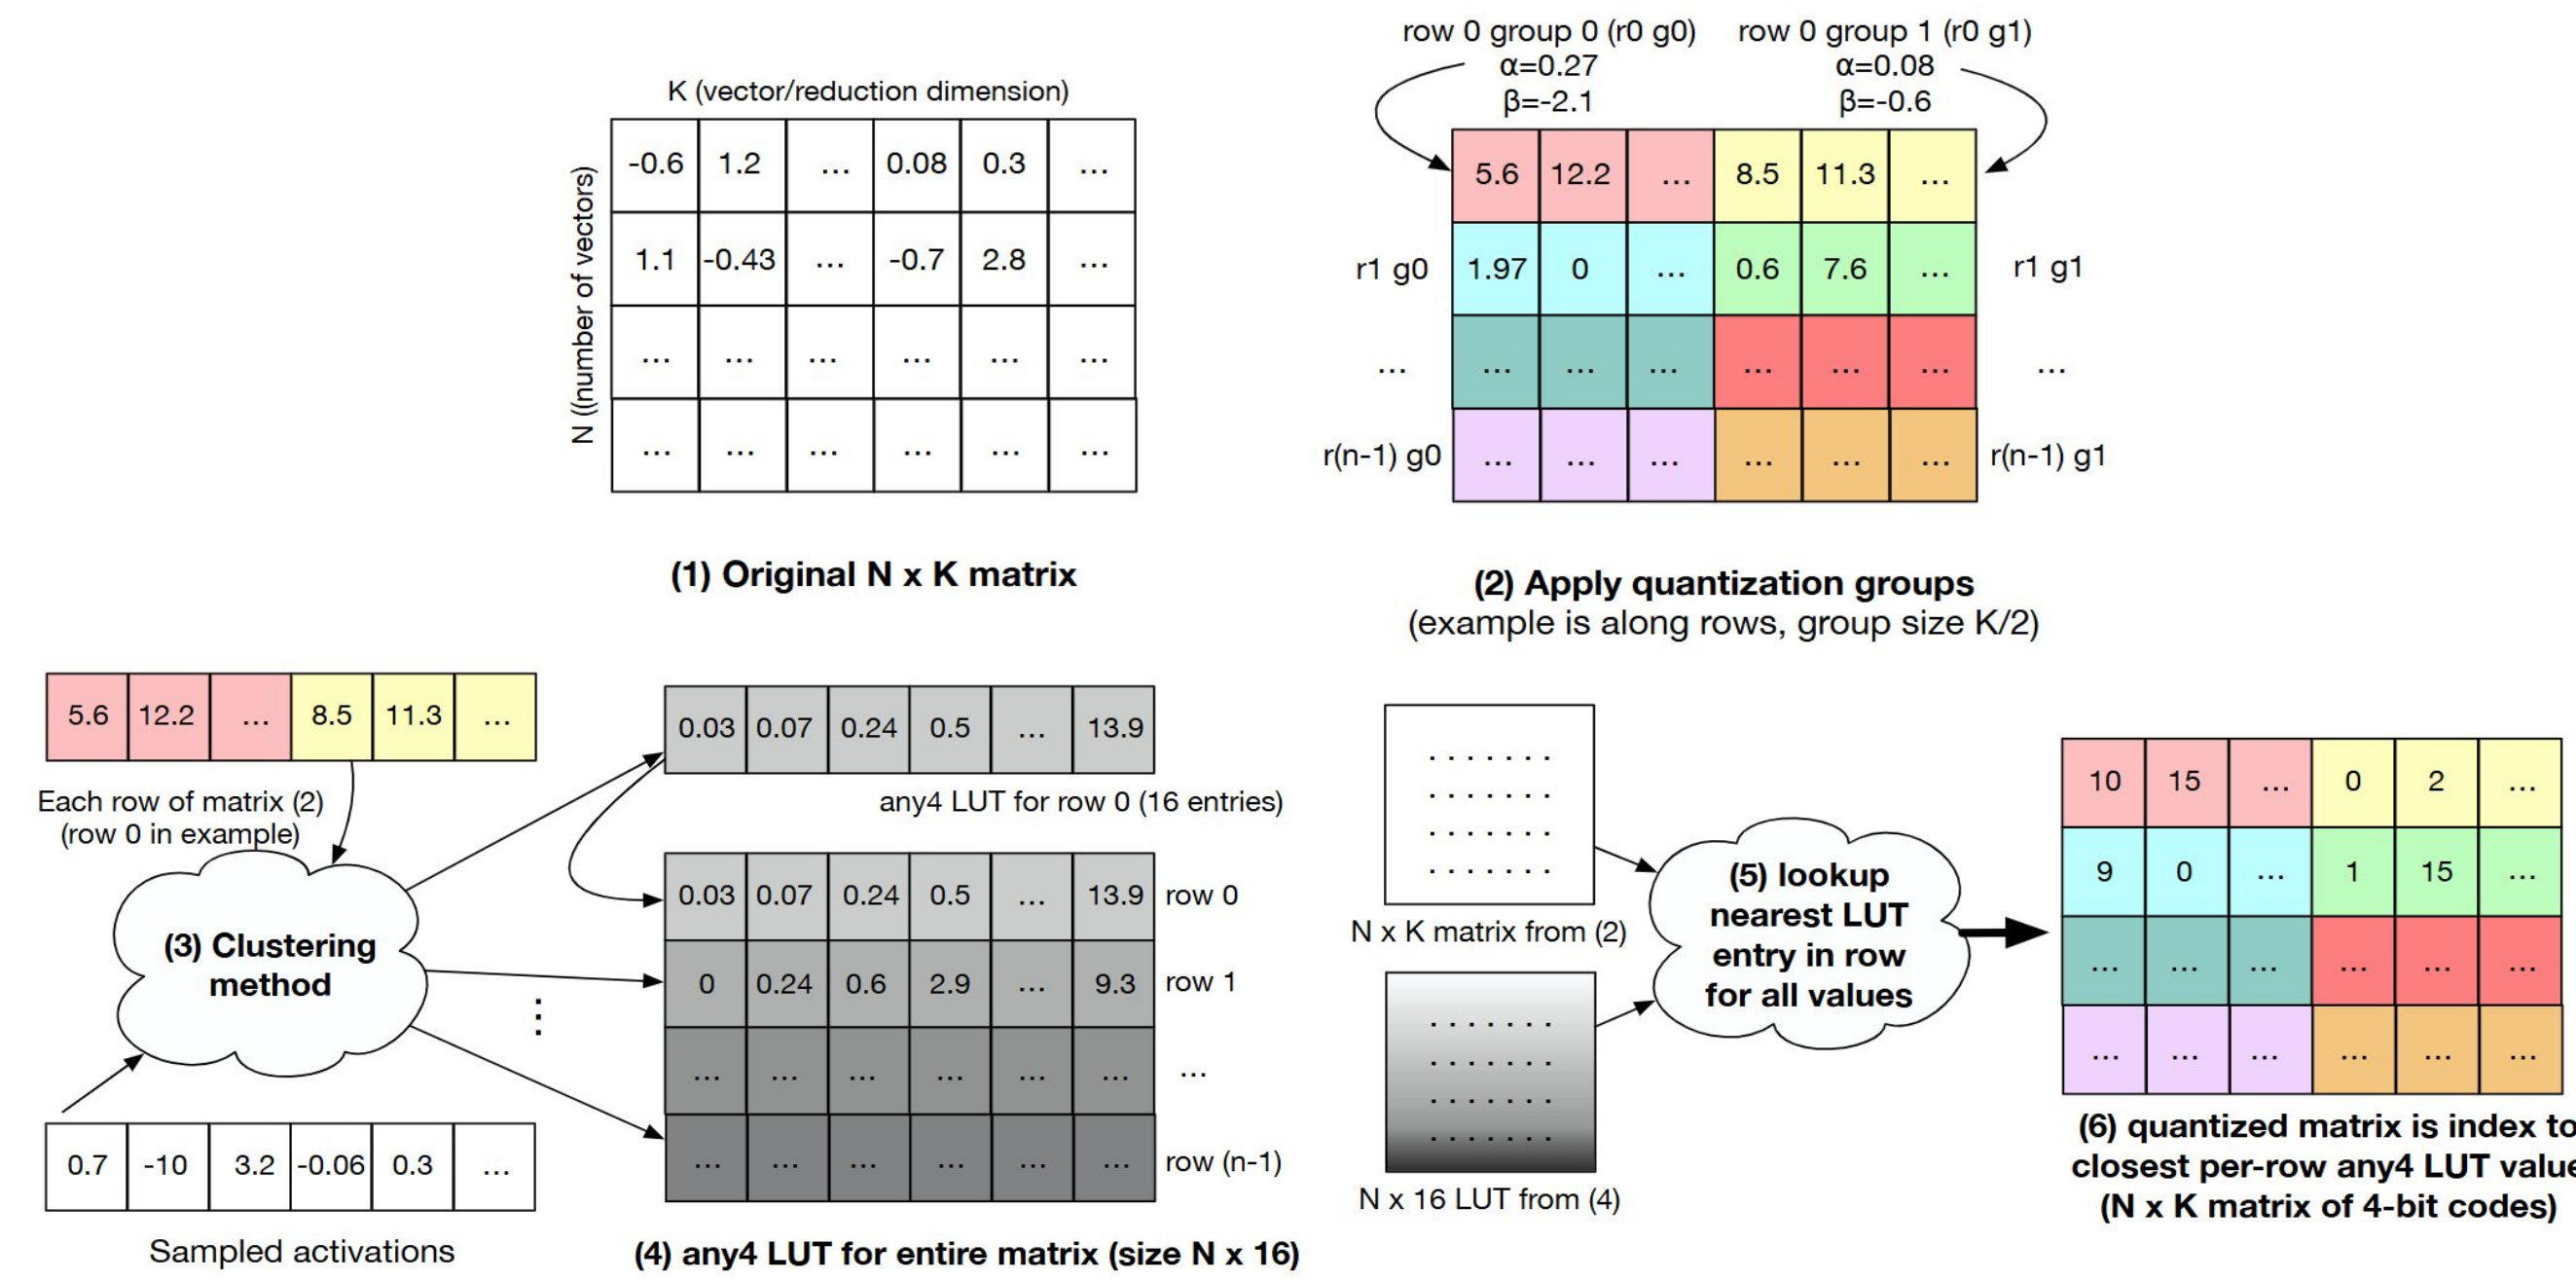 K (vector/reduction dimension)
N ((number of vectors)
-0.6 1.2 ... 0.08 0.3 ...
1.1 -0.43 ... -0.7 2.8 ...
... ... ... ... ... ...
... ... ... ... ... ...
(1) Original N x K matrix
row 0 group 0 (r0 g0) row 0 group 1 (r0 g1)
α=0.27 α=0.08
β=-2.1 β=-0.6
5.6 12.2 ... 8.5 11.3 ...
r1 g0 1.97 0 ... 0.6 7.6 ... r1 g1
... ... ... ... ... ... ... ...
r(n-1) g0 ... ... ... ... ... ... r(n-1) g1
(2) Apply quantization groups
(example is along rows, group size K/2)
5.6 12.2 ... 8.5 11.3 ...
Each row of matrix (2)
(row 0 in example)
(3) Clustering
method
0.7 -10 3.2 -0.06 0.3 ...
Sampled activations
0.03 0.07 0.24 0.5 ... 13.9
any4 LUT for row 0 (16 entries)
0.03 0.07 0.24 0.5 ... 13.9 row 0
0 0.24 0.6 2.9 ... 9.3 row 1
... ... ... ... ... ... ...
... ... ... ... ... ... row (n-1)
(4) any4 LUT for entire matrix (size N x 16)
N x K matrix from (2)
N x 16 LUT from (4)
(5) lookup
nearest LUT
entry in row
for all values
10 15 ... 0 2 ...
9 0 ... 1 15 ...
... ... ... ... ... ...
... ... ... ... ... ...
(6) quantized matrix is index to
closest per-row any4 LUT value
(N x K matrix of 4-bit codes)